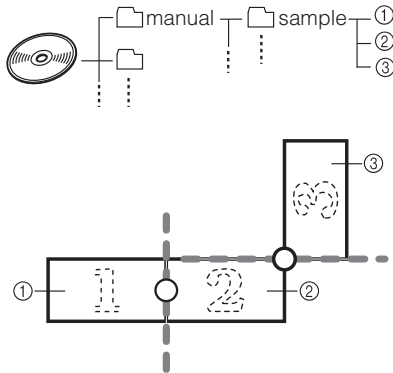 manual sample ①
②
③
③
3
① 1 2 ②